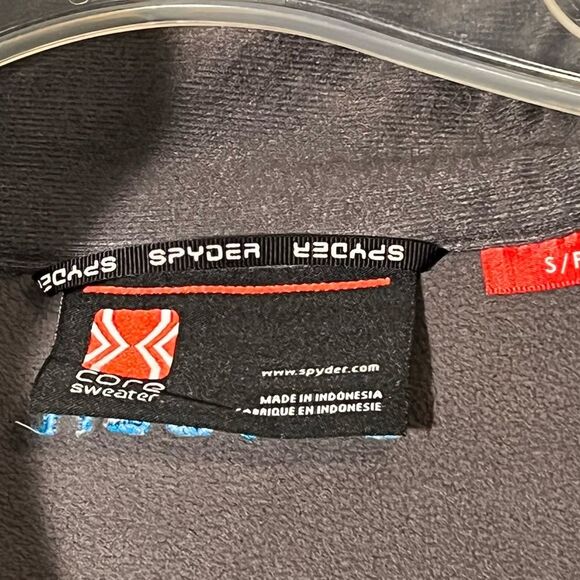 SPYDER SPYDER SPYDER
S/P
core
sweater
www.spyder.com
MADE IN INDONESIA
FABRIQUE EN INDONESIE